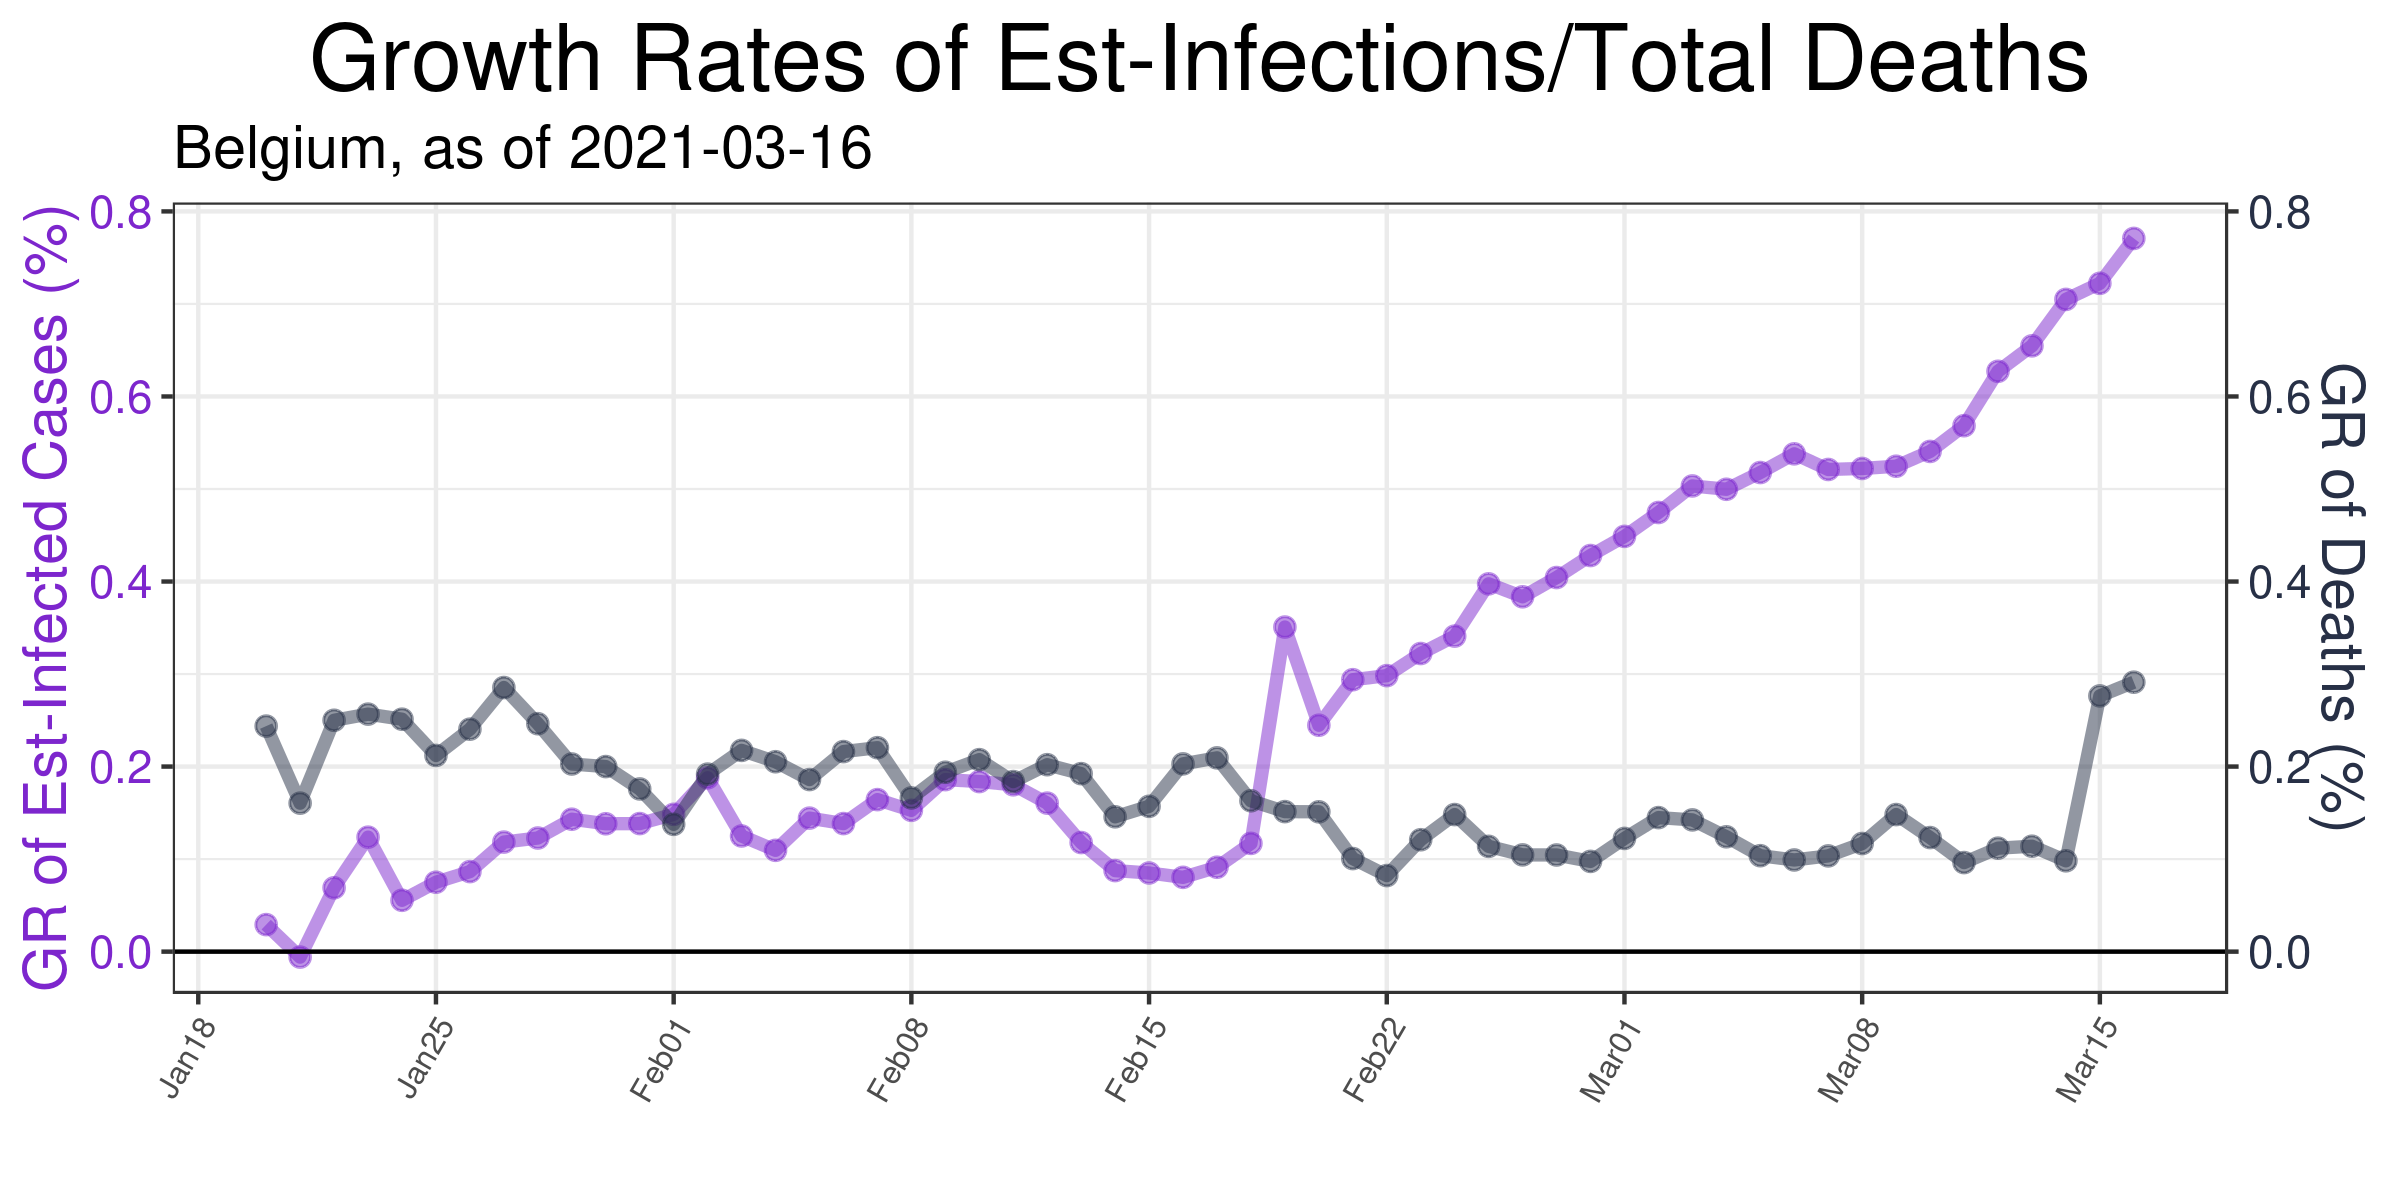 Growth Rates of Est-Infections/Total Deaths
Belgium, as of 2021-03-16
GR of Est-Infected Cases (%)
0.8
0.6
0.4
0.2
0.0
0.8
0.6
0.4
0.2
0.0
GR of Deaths (%)
Jan18
Jan25
Feb01
Feb08
Feb15
Feb22
Mar01
Mar08
Mar15